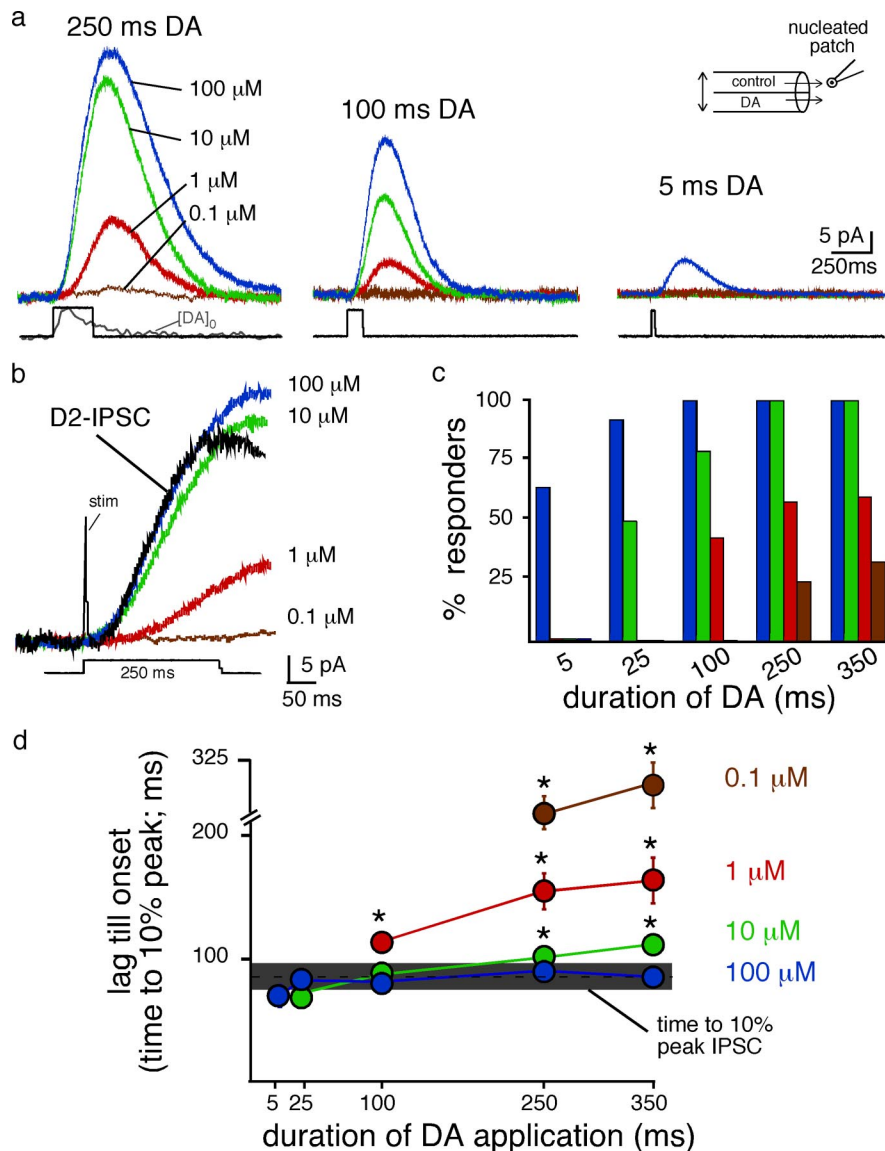 a
250 ms DA
100 μM
10 μM
1 μM
0.1 μM
[DA]0
100 ms DA
5 ms DA
nucleated
patch
control
DA
5 pA
250ms
b
D2-IPSC
stim
100 μM
10 μM
1 μM
0.1 μM
250 ms
5 pA
50 ms
c
% responders
100
75
50
25
5
25
100
250
350
duration of DA (ms)
d
lag till onset
(time to 10% peak; ms)
325
200
100
* *
* * *
* *
0.1 μM
1 μM
10 μM
100 μM
time to 10%
peak IPSC
5 25 100 250 350
duration of DA application (ms)